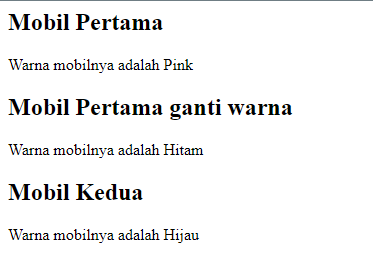 Mobil Pertama
Warna mobilnya adalah Pink
Mobil Pertama ganti warna
Warna mobilnya adalah Hitam
Mobil Kedua
Warna mobilnya adalah Hijau